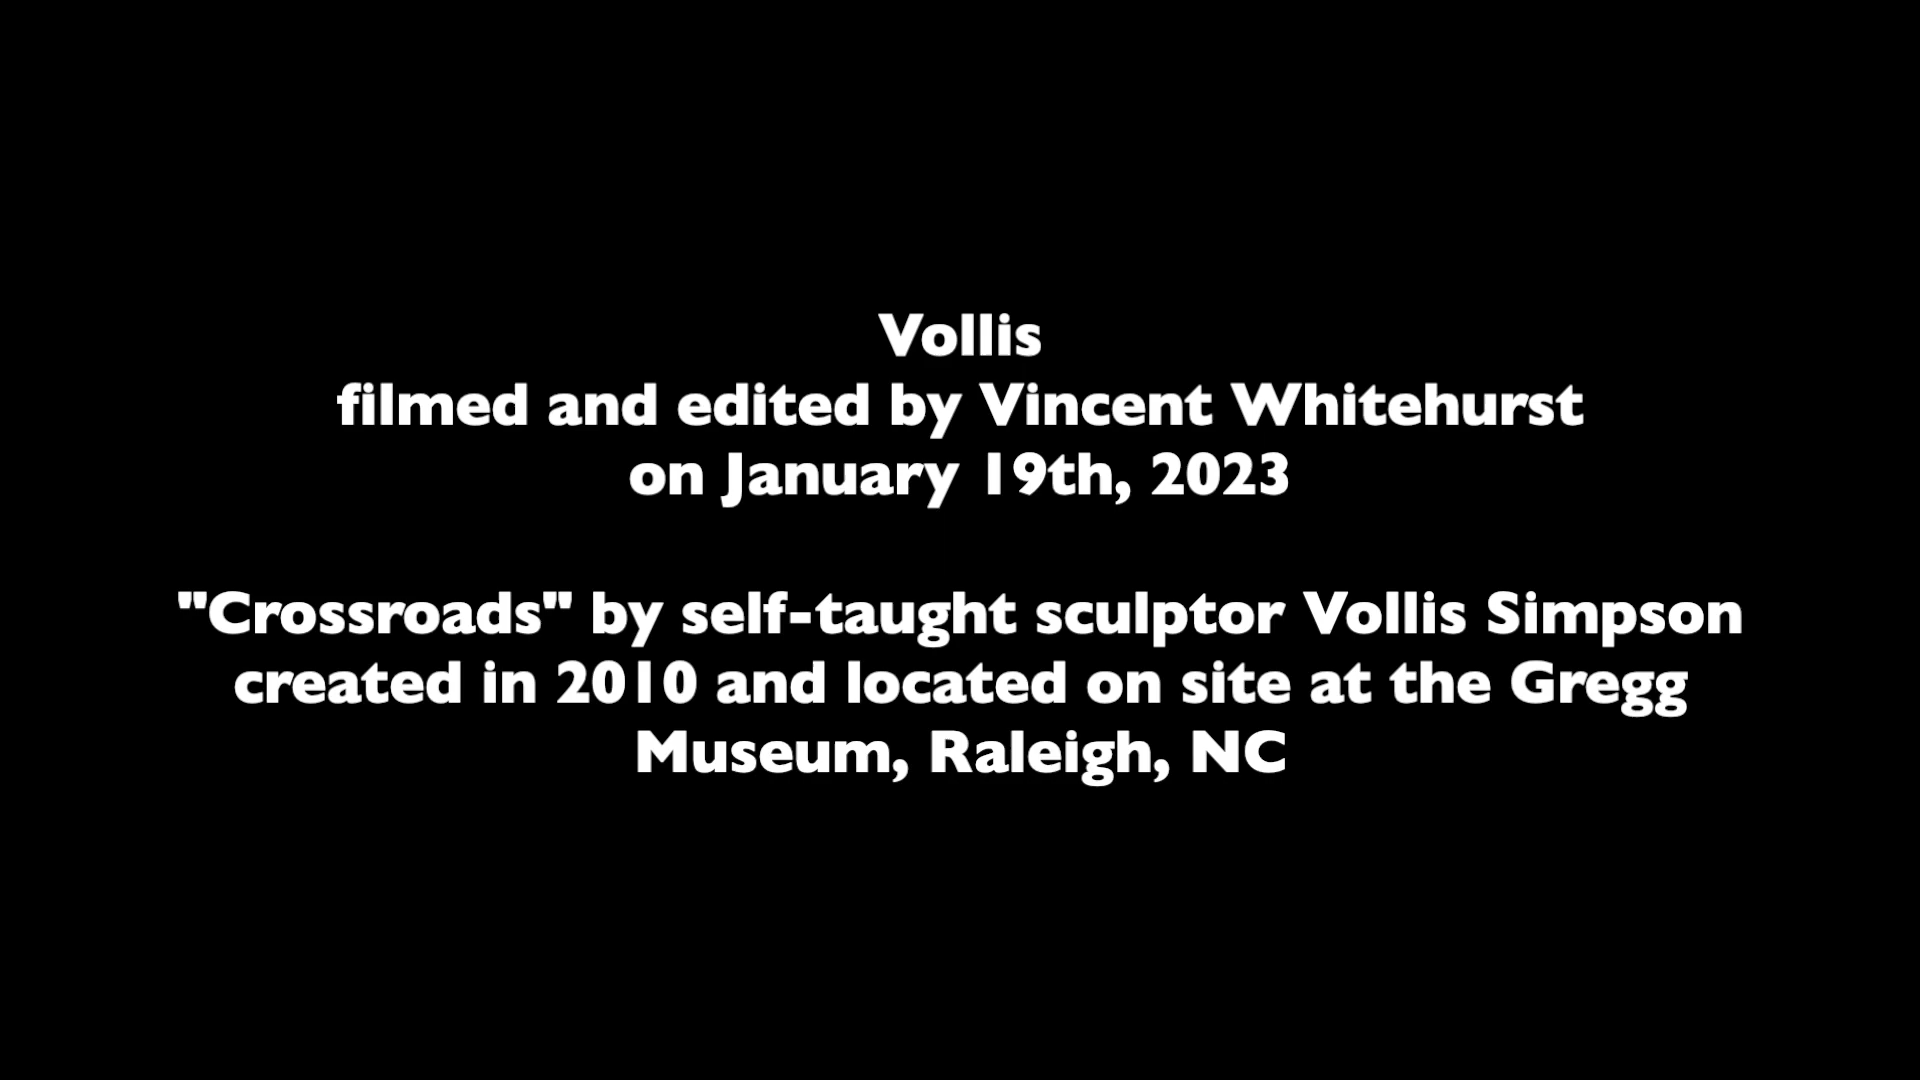 Vollis
filmed and edited by Vincent Whitehurst
on January 19th, 2023
"Crossroads" by self-taught sculptor Vollis Simpson
created in 2010 and located on site at the Gregg
Museum, Raleigh, NC